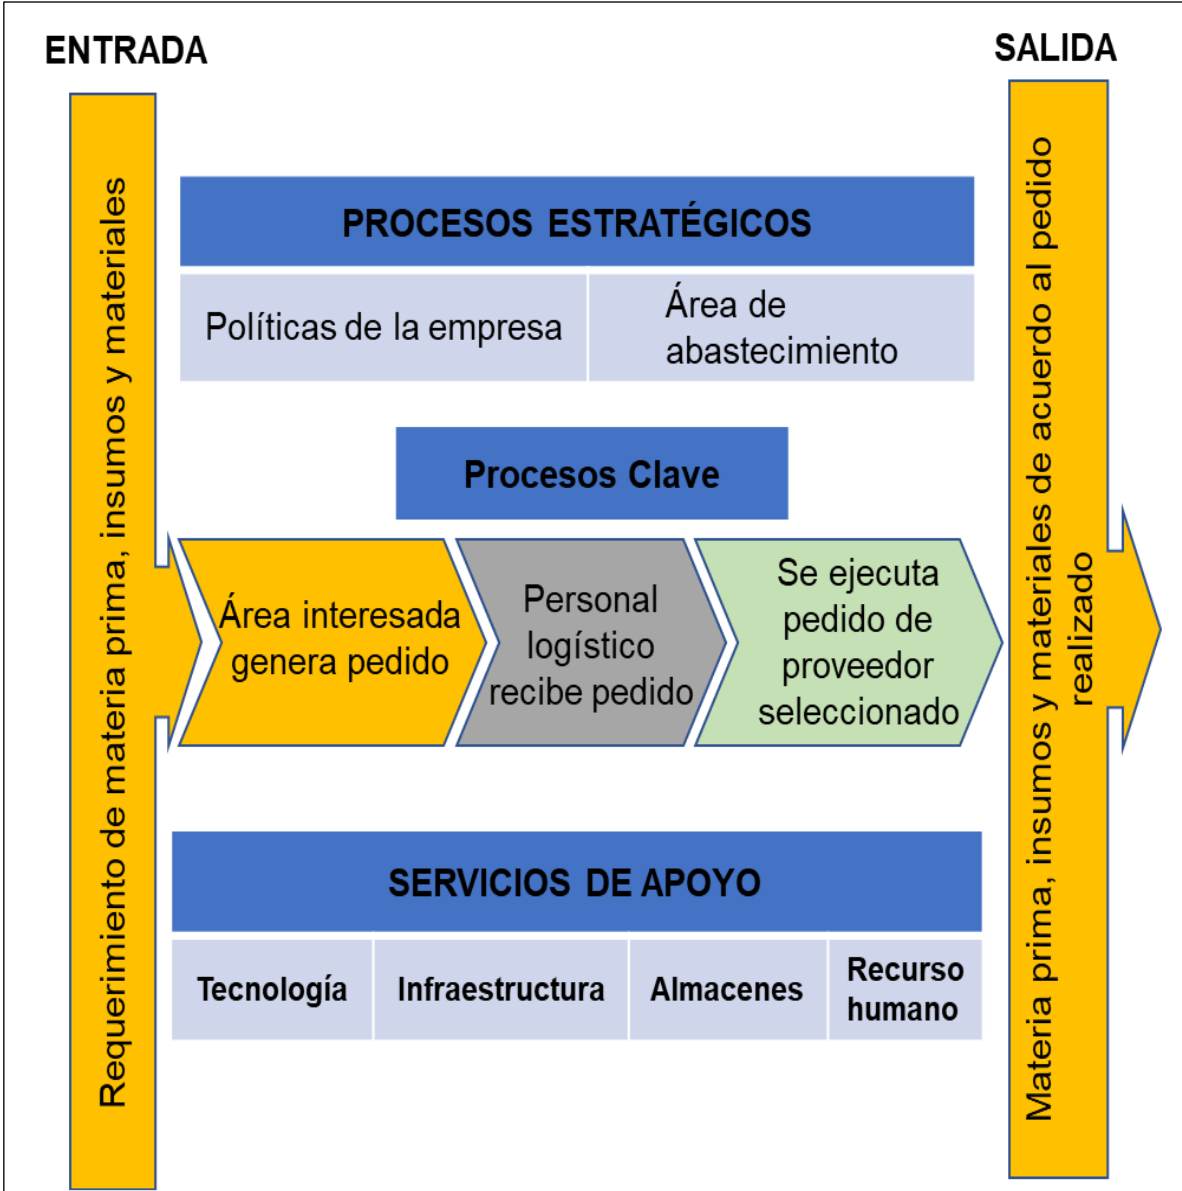 ENTRADA
SALIDA
Requerimiento de materia prima, insumos y materiales
PROCESOS ESTRATÉGICOS
Políticas de la empresa
Área de
abastecimiento
Procesos Clave
Área interesada
genera pedido
Personal
logístico
recibe pedido
Se ejecuta
pedido de
proveedor
seleccionado
SERVICIOS DE APOYO
Tecnología
Infraestructura
Almacenes
Recurso
humano
Materia prima, insumos y materiales de acuerdo al pedido
realizado